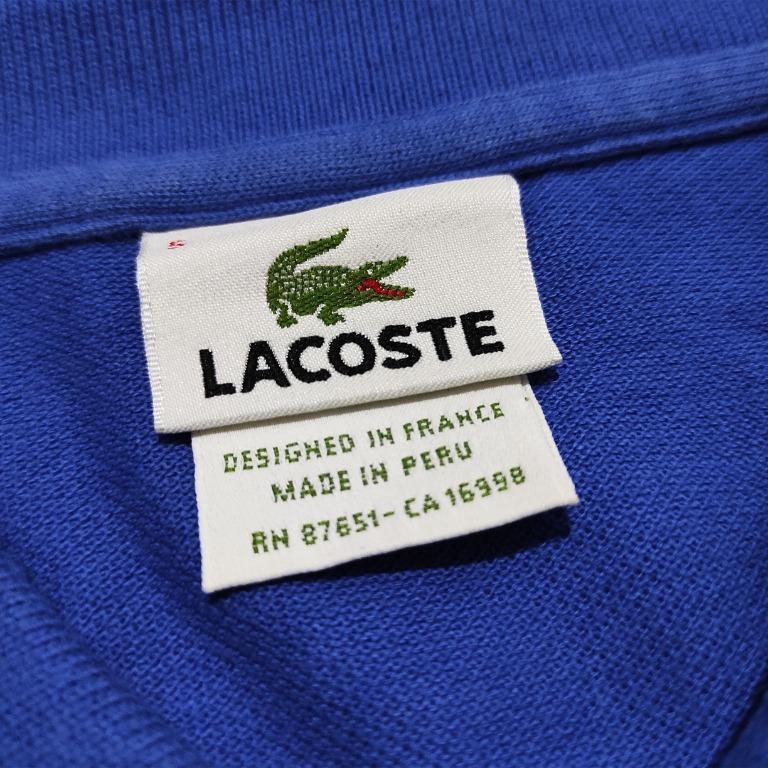 LACOSTE
DESIGNED IN FRANCE
MADE IN PERU
RN 87651- CA 16998